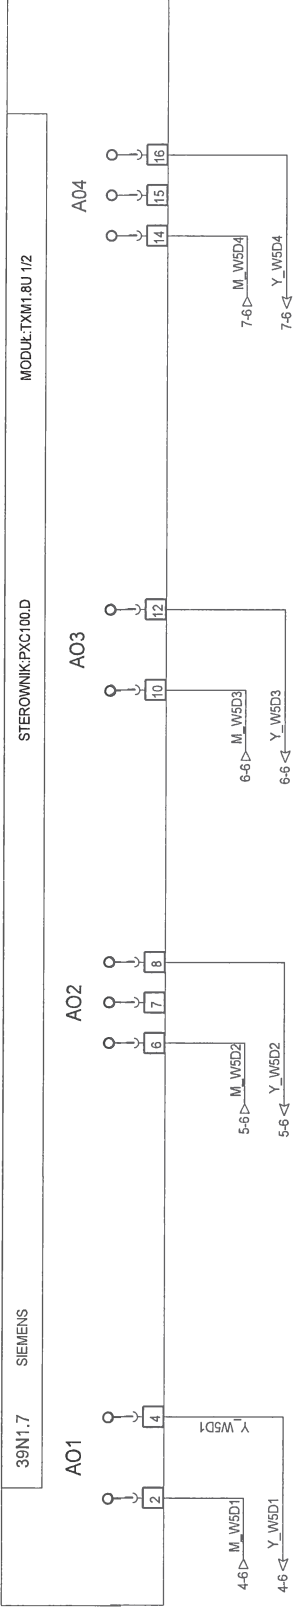 39N1.7 SIEMENS STEROWNIK:PXC100.D MODUŁ:TXM1.8U 1/2
AO1 AO2 AO3 A04
2 4 6 7 8 10 12 14 15 16
Y_W5D1
4-6 M_W5D1 5-6 M_W5D2 6-6 M_W5D3 7-6 M_W5D4
4-6 Y_W5D1 5-6 Y_W5D2 6-6 Y_W5D3 7-6 Y_W5D4